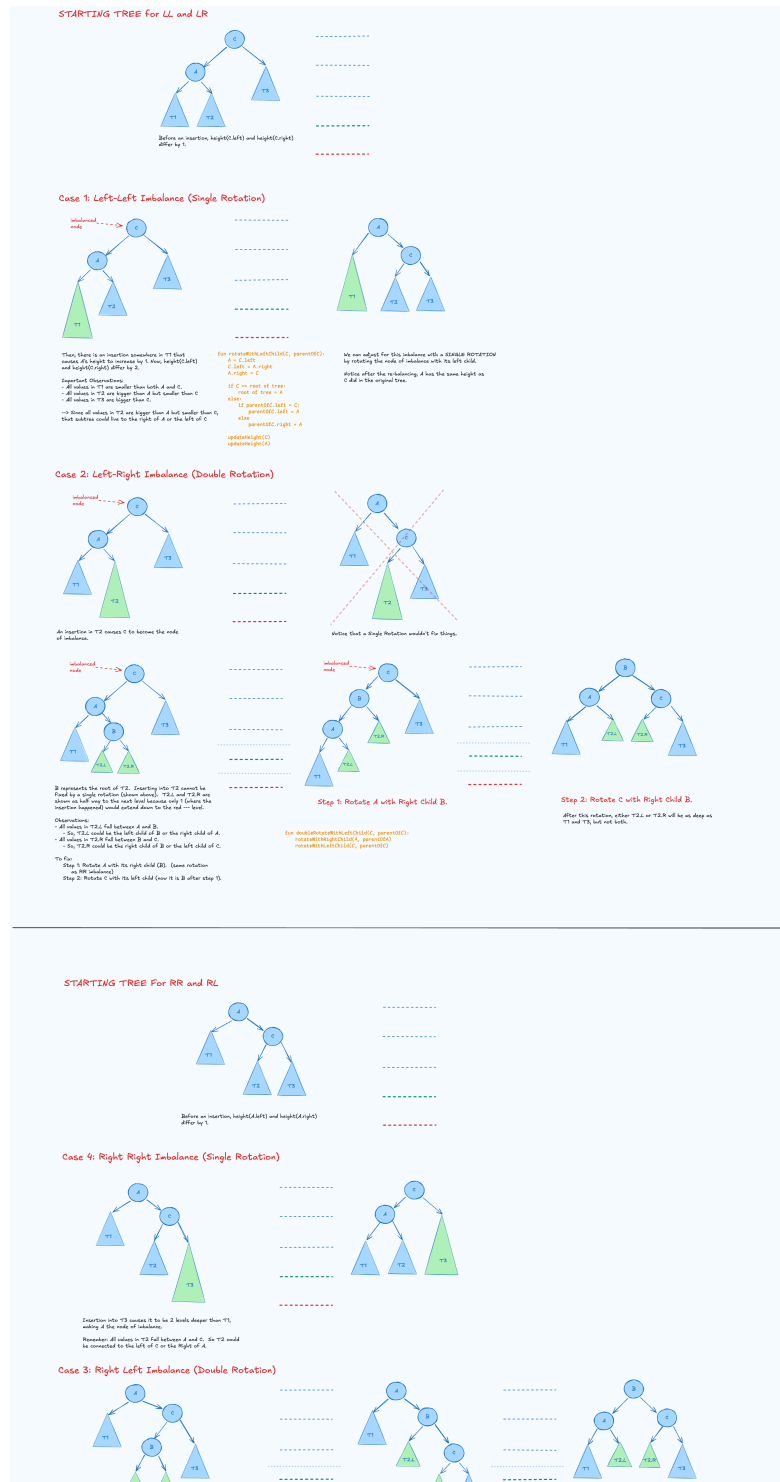 STARTING TREE for LL and LR
C
A
T3
T1
T2
Before an insertion, height(C.left) and height(C.right)
differ by 1.
Case 1: Left-Left Imbalance (Single Rotation)
imbalanced
node
C
A
T3
T2
T1
A
C
T1
T2
T3
Then, there is an insertion somewhere in T1 that
causes A's height to increase by 1. Now, height(C.left)
and height(C.right) differ by 2.
Important Observations:
- All values in T1 are smaller than both A and C.
- All values in T2 are bigger than A but smaller than C
- All values in T3 are bigger than C.
--> Since all values in T2 are bigger than A but smaller than C,
that subtree could live to the right of A or the left of C
fun rotateWithLeftChild(C, parentOfC):
A = C.left
C.left = A.right
A.right = C
if C == root of tree:
root of tree = A
else:
if parentOfC.left = C:
parentOfC.left = A
else
parentOfC.right = A
updateHeight(C)
updateHeight(A)
We can adjust for this imbalance with a SINGLE ROTATION
by rotating the node of imbalance with its left child.
Notice after the re-balancing, A has the same height as
C did in the original tree.
Case 2: Left-Right Imbalance (Double Rotation)
imbalanced
node
C
A
T3
T1
T2
A
C
T1
T2
T3
An insertion in T2 causes C to become the node
of imbalance.
Notice that a Single Rotation wouldn't fix things.
imbalanced
node
C
A
B
T3
T1
T2.L
T2.R
imbalanced
node
C
B
A
T3
T2.R
T2.L
T1
B
A
C
T1
T2.L
T2.R
T3
B represents the root of T2. Inserting into T2 cannot be
fixed by a single rotation (shown above). T2.L and T2.R are
shown as half way to the next level because only 1 (where the
insertion happened) would extend down to the red --- level.
Observations:
- All values in T2.L fall between A and B.
- So, T2.L could be the left child of B or the right child of A.
- All values in T2.R fall between B and C.
- So, T2.R could be the right child of B or the left child of C.
To Fix:
Step 1: Rotate A with its right child (B). (same rotation
as RR imbalance)
Step 2: Rotate C with its left child (now it is B after step 1).
Step 1: Rotate A with Right Child B.
fun doubleRotateWithLeftChild(C, parentOfC):
rotateWithRightChild(A, parentOfA)
rotateWithLeftChild(C, parentOfC)
Step 2: Rotate C with Right Child B.
After this rotation, either T2.L or T2.R will be as deep as
T1 and T3, but not both.
STARTING TREE For RR and RL
A
C
T1
T2
T3
Before an insertion, height(A.left) and height(A.right)
differ by 1.
Case 4: Right Right Imbalance (Single Rotation)
A
C
T1
T2
T3
C
A
T1
T2
T3
Insertion into T3 causes it to be 2 levels deeper than T1,
making A the node of imbalance.
Remember: All values in T2 fall between A and C. So T2 could
be connected to the left of C or the Right of A.
Case 3: Right Left Imbalance (Double Rotation)
A
C
B
T1
T3
A
B
C
T1
T2.L
B
A
C
T1
T2.L
T2.R
T3